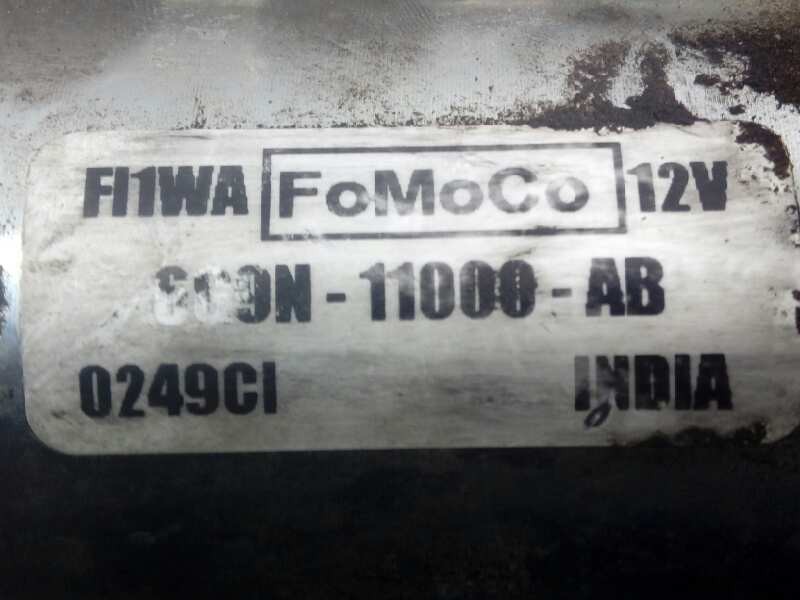 FI1WA FoMoCo 12V
- 11000 - AB
0249CI INDIA